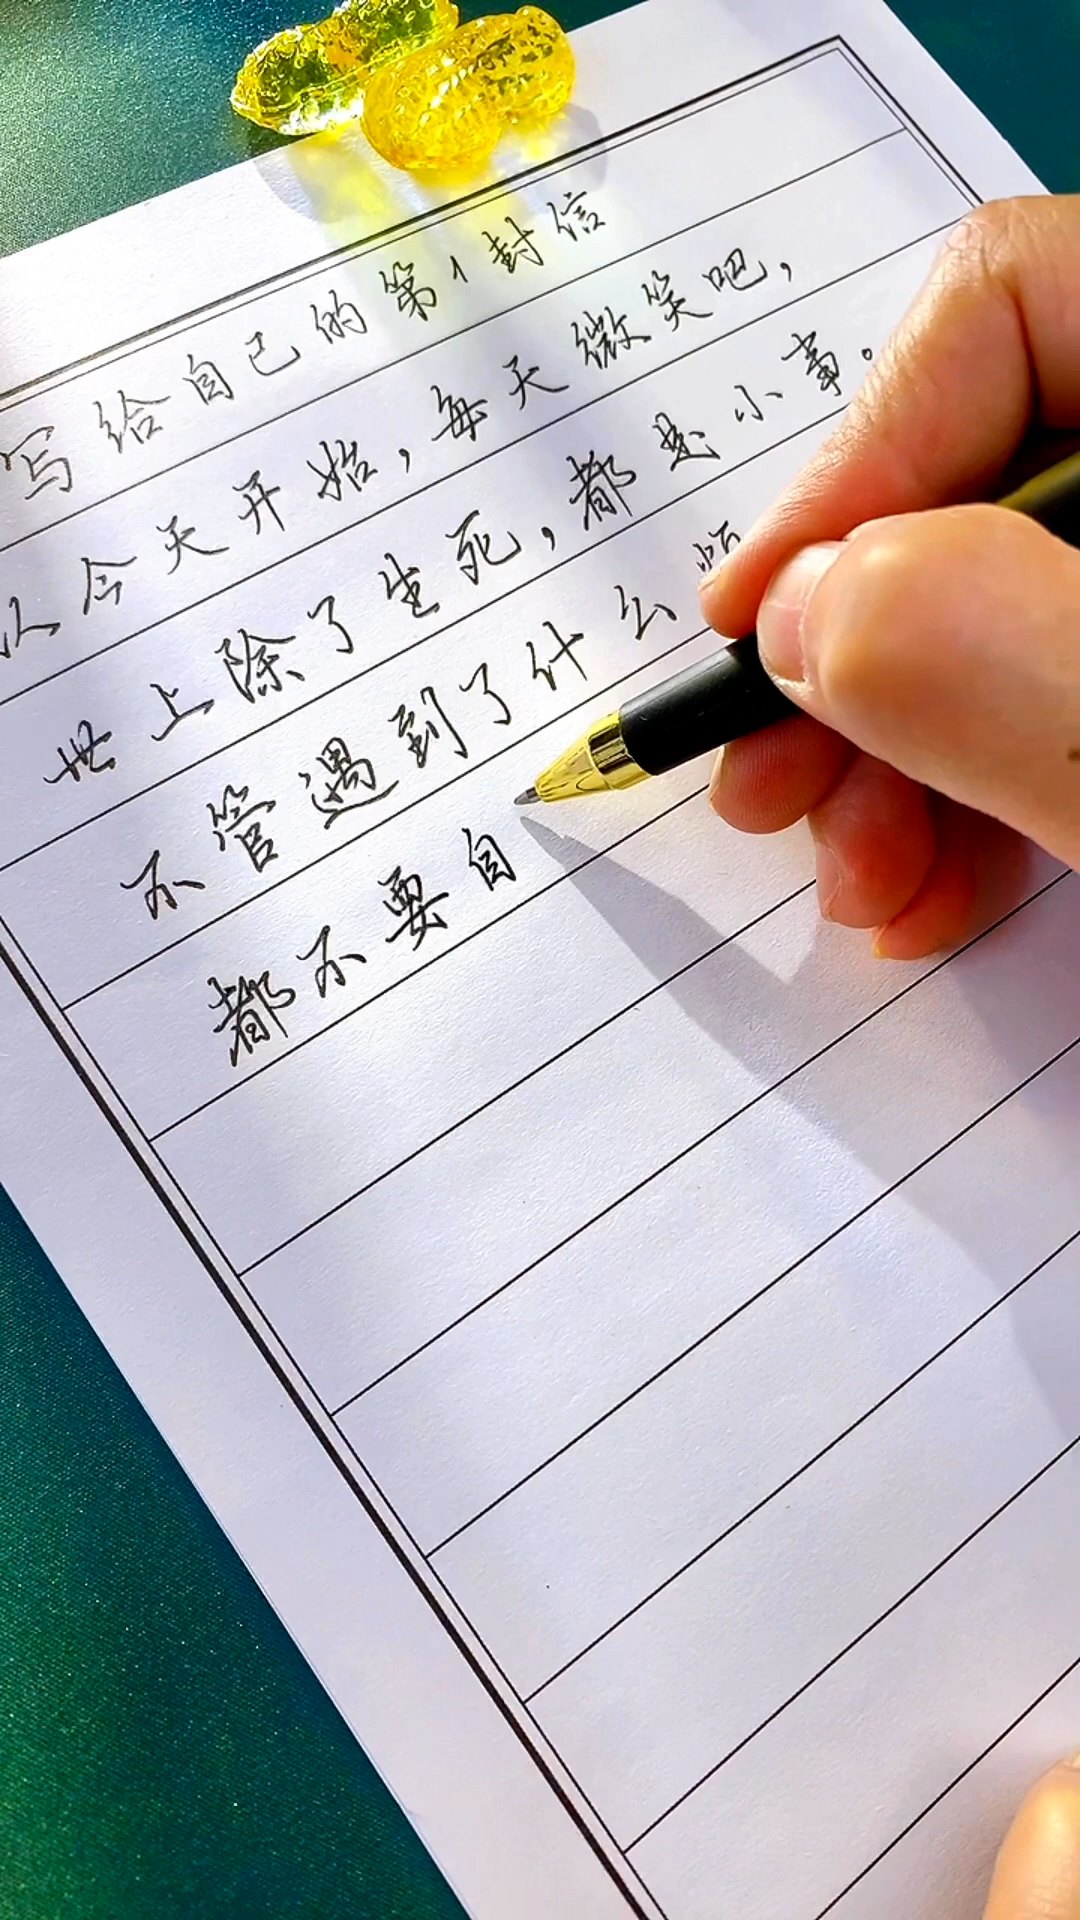 写给自己的第1封信
从今天开始，每天微笑吧，
世上除了生死，都是小事。
不管遇到了什么
都不要自